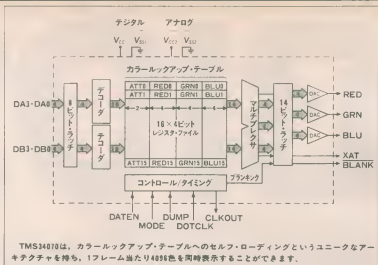 デジタル アナログ
Vcc Vss Vcc2 Vss2
カラールックアップ・テーブル
ATT0 RED0 GRN0 BLU0
ATT1 RED1 GRN1 BLU1
16×4ビット
レジスタ・ファイル
ATT15 RED15 GRN15 BLU15
DA3-DA0
DB3-DB0
8ビット・ラッチ
デコーダ
デコーダ
マルチプレクサ
14ビット・ラッチ
DAC
DAC
DAC
RED
GRN
BLU
XAT
BLANK
ブランキング
コントロール/タイミング
DATEN DUMP CLKOUT
MODE DOTCLK
TMS34070は、カラールックアップ・テーブルへのセルフ・ローディングというユニークなアー
キテクチャを持ち、1フレーム当たり4096色を同時表示することができます。